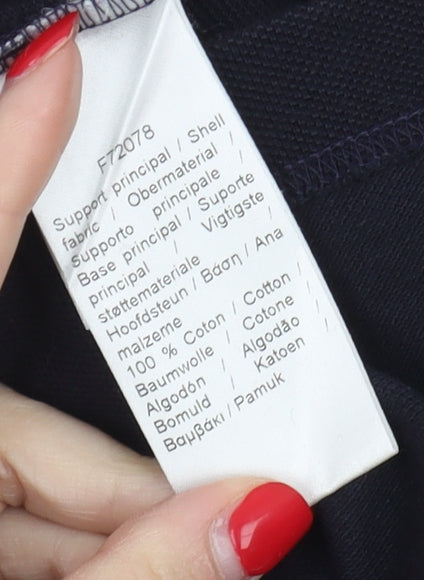 F72078
Support principal / Shell
fabric / Obermaterial /
Supporto principale /
Base principal / Suporte
principal / Vigtigste
støttemateriale /
Hoofdsteun / Βάση / Ana
malzeme
100 % Coton / Cotton /
Baumwolle / Cotone /
Algodón / Algodão /
Bomuld / Katoen /
Βαμβάκι / Pamuk